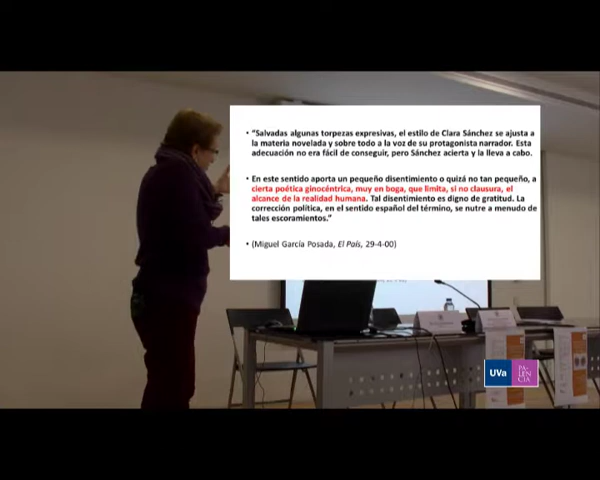 • “Salvadas algunas torpezas expresivas, el estilo de Clara Sánchez se ajusta a
la materia novelada y sobre todo a la voz de su protagonista narrador. Esta
adecuación no era fácil de conseguir, pero Sánchez acierta y la lleva a cabo.
• En este sentido aporta un pequeño disentimiento o quizá no tan pequeño, a
cierta poética ginocéntrica, muy en boga, que limita, si no clausura, el
alcance de la realidad humana. Tal disentimiento es digno de gratitud. La
corrección política, en el sentido español del término, se nutre a menudo de
tales escoramientos.”
• (Miguel García Posada, El País, 29-4-00)
UVa
PA-
LEN
CIA